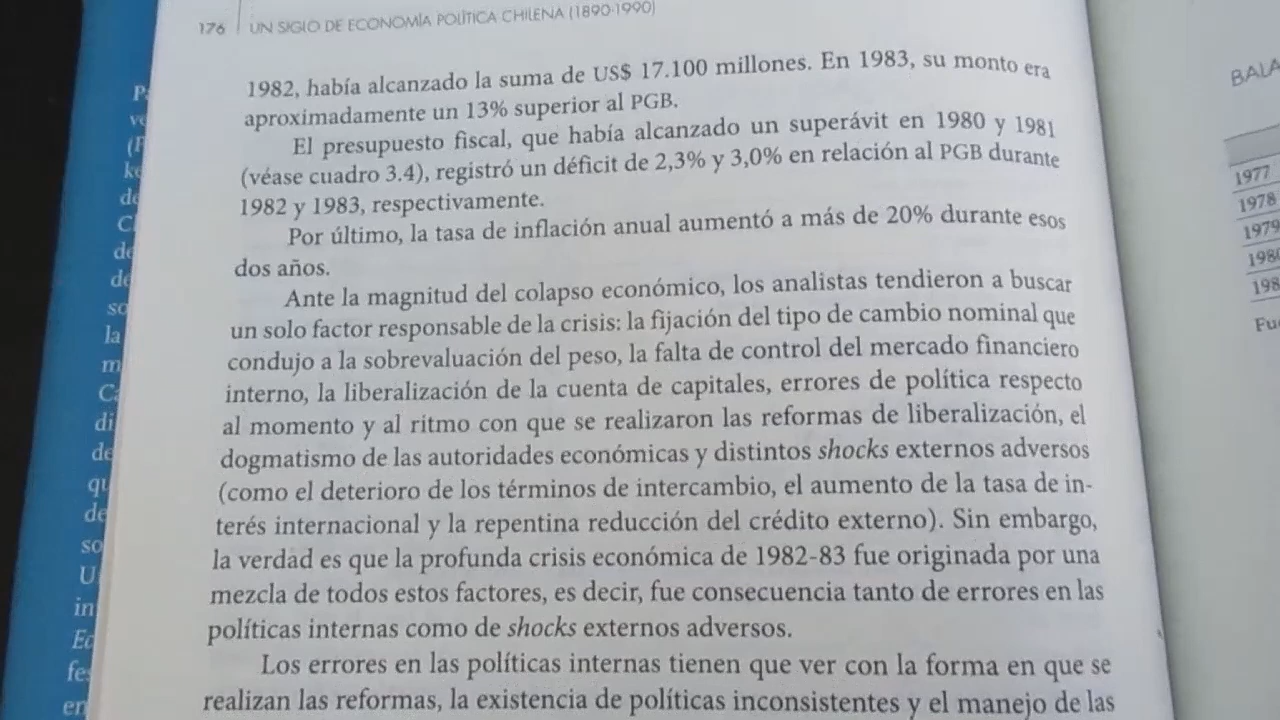 176 UN SIGLO DE ECONOMÍA POLÍTICA CHILENA (1890-1990)
1982, había alcanzado la suma de US$ 17.100 millones. En 1983, su monto era
aproximadamente un 13% superior al PGB.
El presupuesto fiscal, que había alcanzado un superávit en 1980 y 1981
(véase cuadro 3.4), registró un déficit de 2,3% y 3,0% en relación al PGB durante
1982 y 1983, respectivamente.
Por último, la tasa de inflación anual aumentó a más de 20% durante esos
dos años.
Ante la magnitud del colapso económico, los analistas tendieron a buscar
un solo factor responsable de la crisis: la fijación del tipo de cambio nominal que
condujo a la sobrevaluación del peso, la falta de control del mercado financiero
interno, la liberalización de la cuenta de capitales, errores de política respecto
al momento y al ritmo con que se realizaron las reformas de liberalización, el
dogmatismo de las autoridades económicas y distintos shocks externos adversos
(como el deterioro de los términos de intercambio, el aumento de la tasa de in-
terés internacional y la repentina reducción del crédito externo). Sin embargo,
la verdad es que la profunda crisis económica de 1982-83 fue originada por una
mezcla de todos estos factores, es decir, fue consecuencia tanto de errores en las
políticas internas como de shocks externos adversos.
Los errores en las políticas internas tienen que ver con la forma en que se
realizan las reformas, la existencia de políticas inconsistentes y el manejo de las
1977
1978
1979